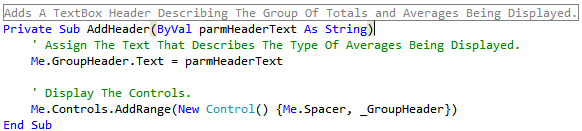 Adds A TextBox Header Describing The Group Of Totals and Averages Being Displayed.
Private Sub AddHeader(ByVal parmHeaderText As String)
' Assign The Text That Describes The Type Of Averages Being Displayed.
Me.GroupHeader.Text = parmHeaderText
' Display The Controls.
Me.Controls.AddRange(New Control() {Me.Spacer, _GroupHeader})
End Sub